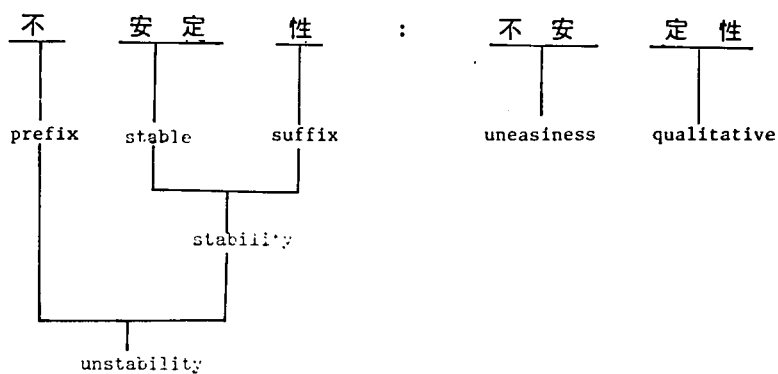 不 安定 性 : 不安 定性
prefix stable suffix uneasiness qualitative
stability
unstability